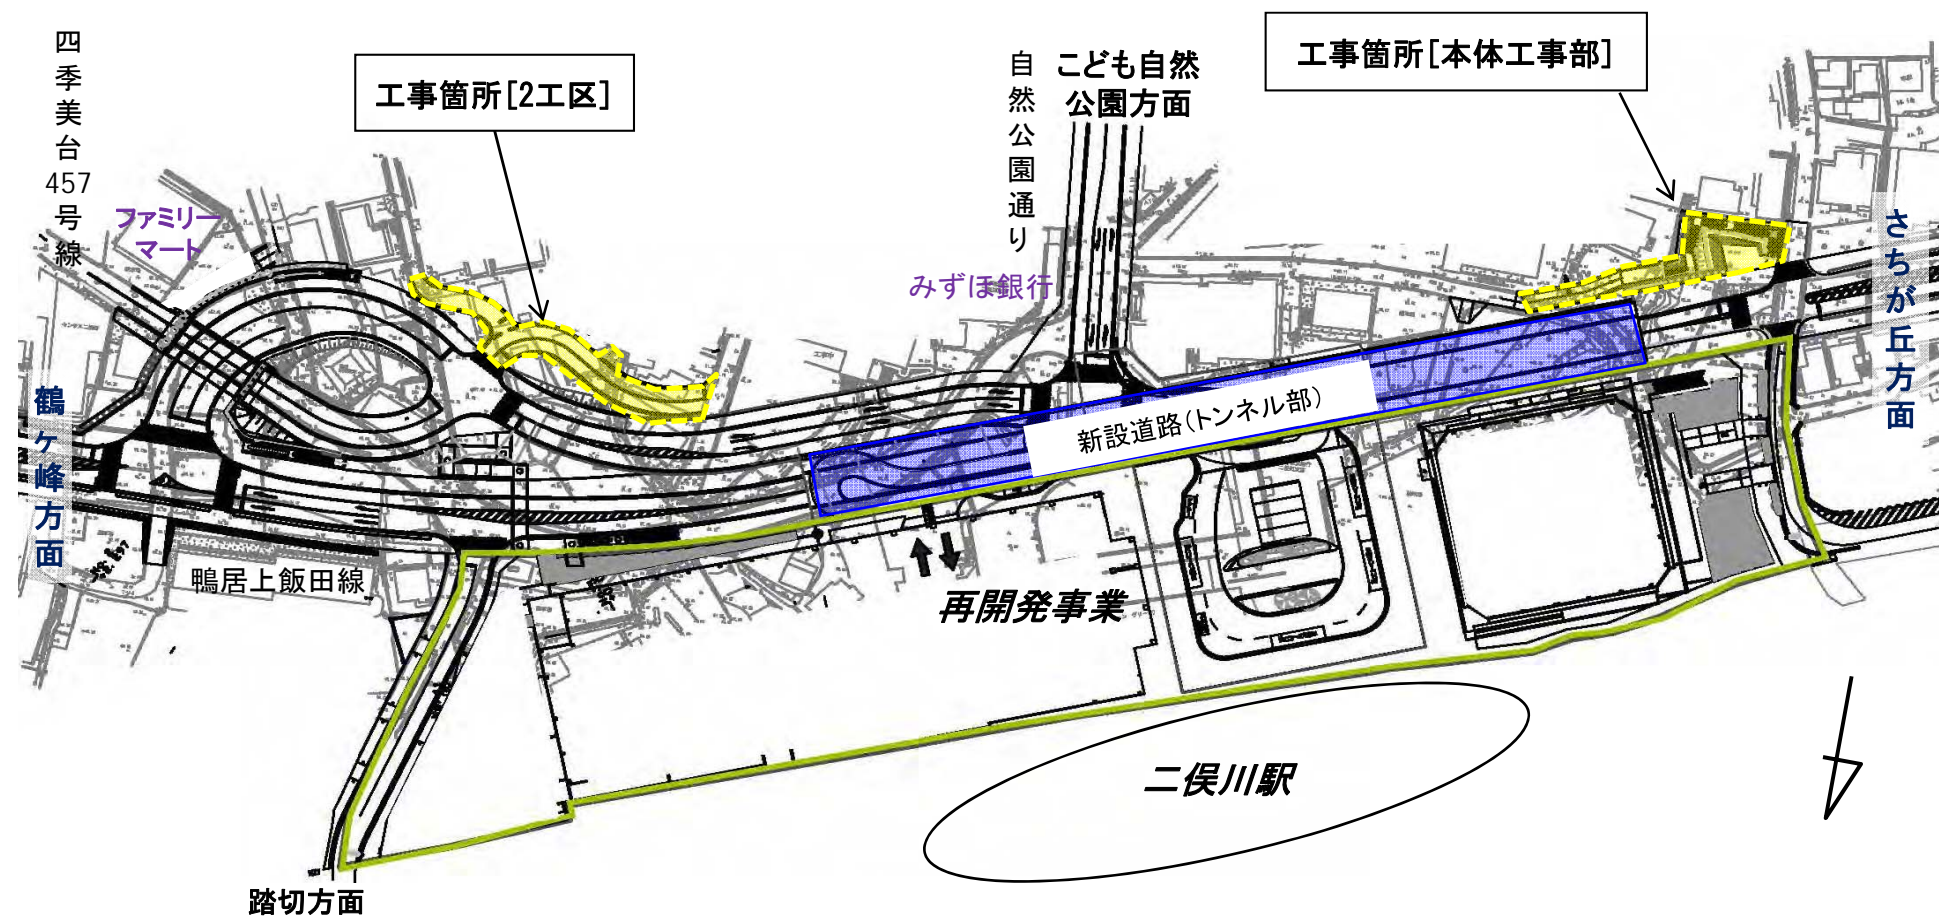 四季美台457号線
工事箇所[2工区]
自然公園通り
こども自然
公園方面
工事箇所[本体工事部]
ファミリー
マート
みずほ銀行
さちが丘方面
鶴ヶ峰方面
新設道路(トンネル部)
鴨居上飯田線
再開発事業
二俣川駅
踏切方面